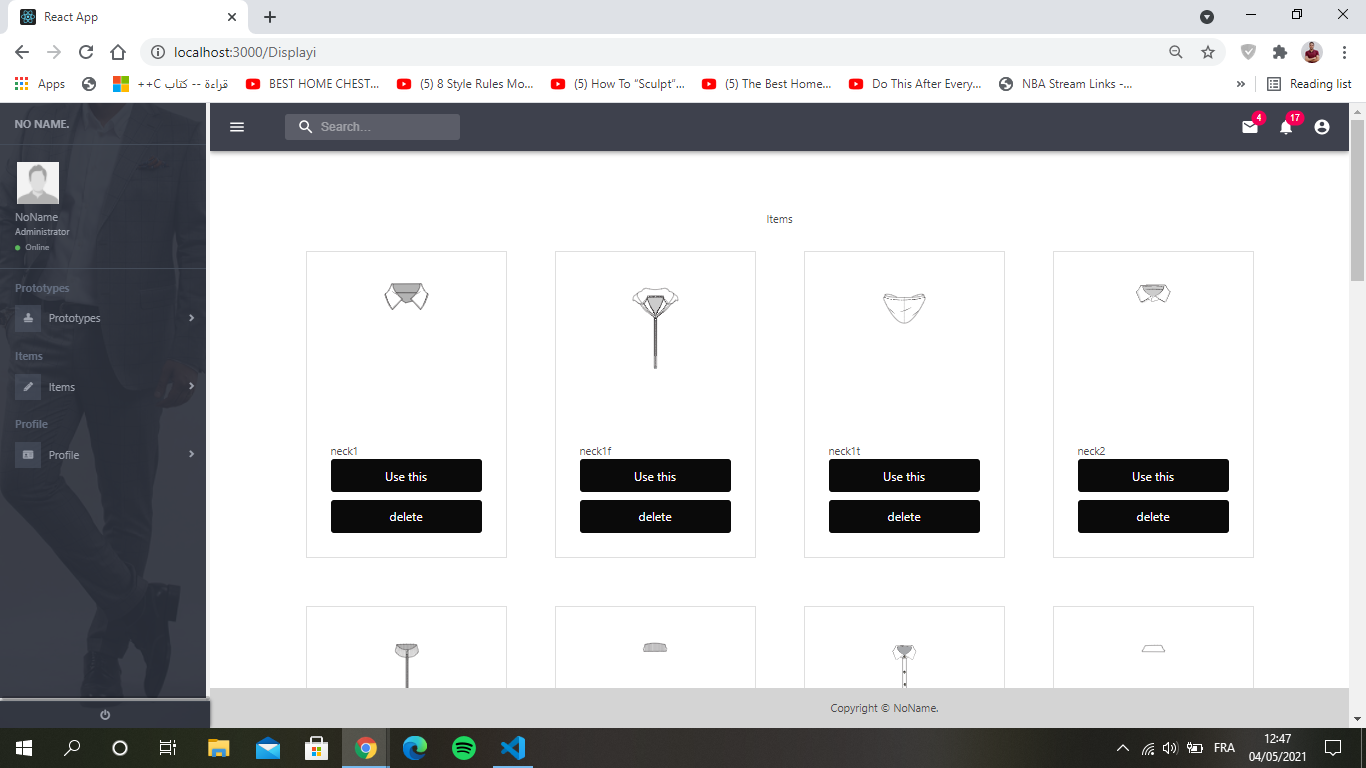 React App
localhost:3000/Displayi
Apps
++C قراءة -- كتاب
BEST HOME CHEST...
(5) 8 Style Rules Mo...
(5) How To “Sculpt”...
(5) The Best Home...
Do This After Every...
NBA Stream Links -...
»
Reading list
NO NAME.
Search...
4
17
NoName
Administrator
Online
Prototypes
Prototypes
Items
Items
Profile
Profile
Items
neck1
Use this
delete
neck1f
Use this
delete
neck1t
Use this
delete
neck2
Use this
delete
Copyright © NoName.
FRA
12:47
04/05/2021